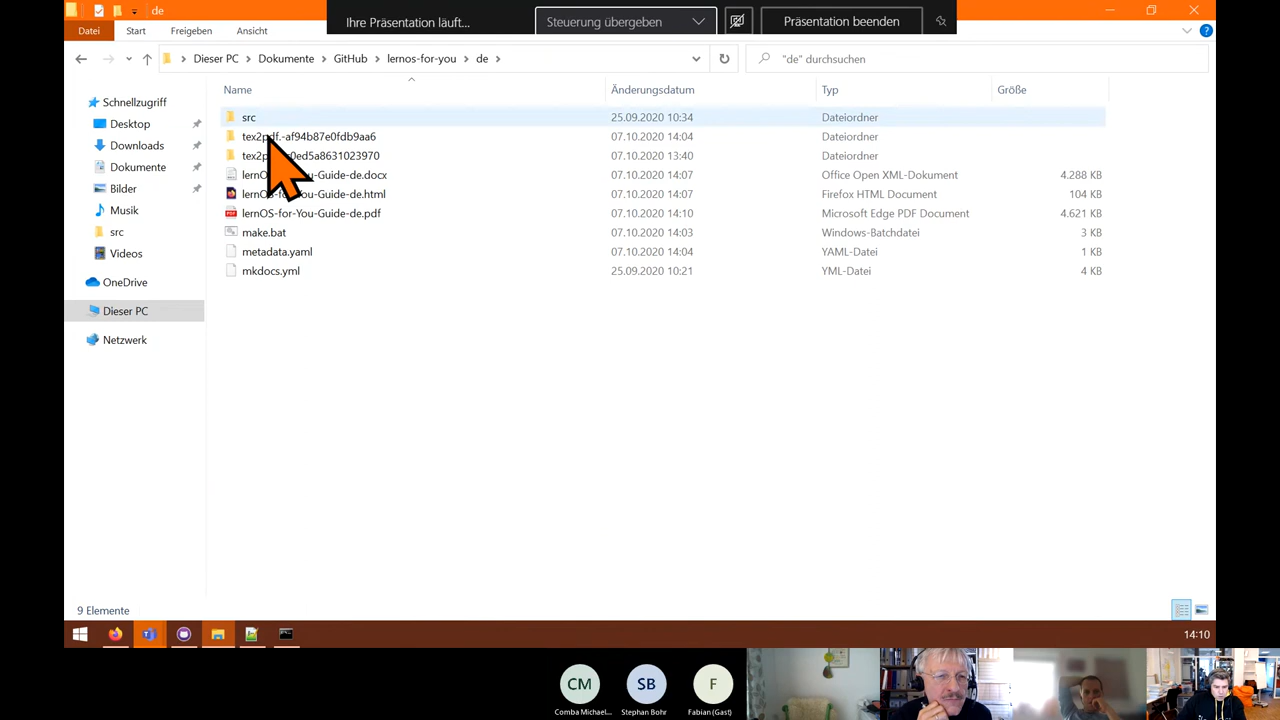 de
Ihre Präsentation läuft...
Steuerung übergeben
Präsentation beenden
Datei
Start
Freigeben
Ansicht
Dieser PC
Dokumente
GitHub
lernos-for-you
de
"de" durchsuchen
Name
Änderungsdatum
Typ
Größe
Schnellzugriff
Desktop
Downloads
Dokumente
Bilder
Musik
src
Videos
OneDrive
Dieser PC
Netzwerk
src 25.09.2020 10:34 Dateiordner
tex2pdf.-af94b87e0fdb9aa6 07.10.2020 14:04 Dateiordner
07.10.2020 13:40 Dateiordner
07.10.2020 14:07 Office Open XML-Dokument 4.288 KB
07.10.2020 14:07 Firefox HTML Document 104 KB
lernOS-for-You-Guide-de.pdf 07.10.2020 14:10 Microsoft Edge PDF Document 4.621 KB
make.bat 07.10.2020 14:03 Windows-Batchdatei 3 KB
metadata.yaml 07.10.2020 14:04 YAML-Datei 1 KB
mkdocs.yml 25.09.2020 10:21 YML-Datei 4 KB
9 Elemente
14:10
CM
SB
F
Comba Michael...
Stephan Bohr
Fabian (Gast)